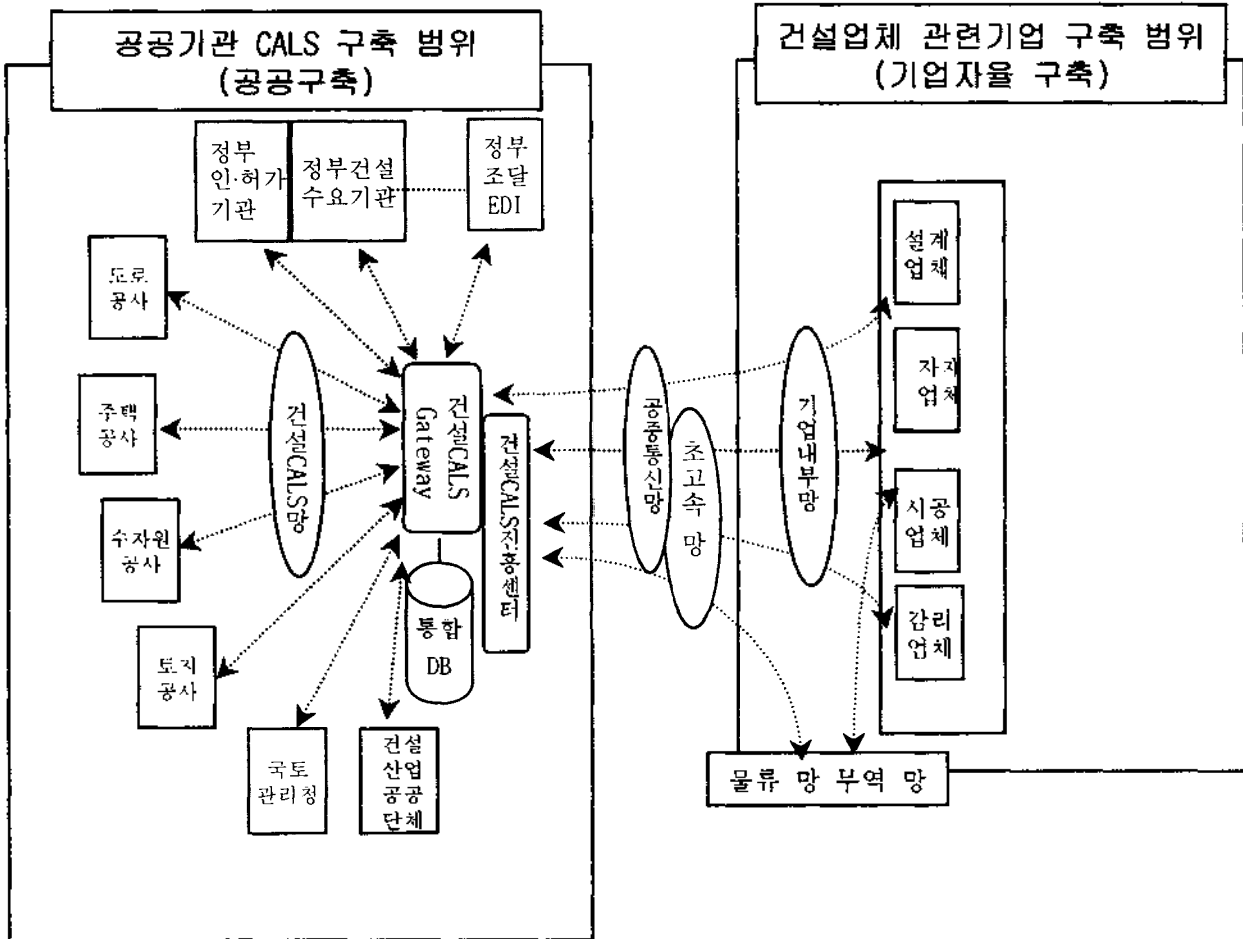 공공기관 CALS 구축 범위
(공공구축)
건설업체 관련기업 구축 범위
(기업자율 구축)
정부
인·허가
기관
정부건설
수요기관
정부
조달
EDI
도로
공사
주택
공사
수자원
공사
토지
공사
국토
관리청
건설
산업
공공
단체
건설CALS망
건설CALS
Gateway
건설CALS진흥센터
통합
DB
공중통신망
초고속 망
기업내부망
설계
업체
자재
업체
시공
업체
감리
업체
물류 망 무역 망